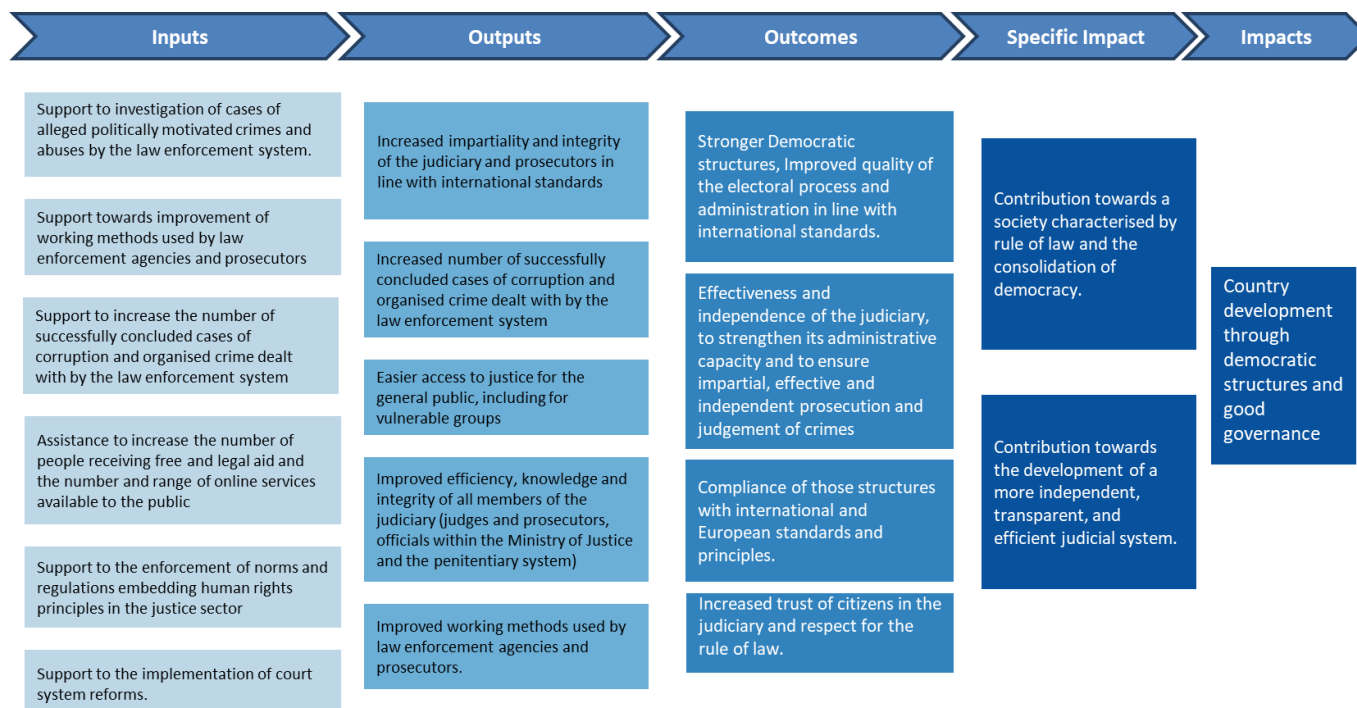 Inputs
Outputs
Outcomes
Specific Impact
Impacts
Support to investigation of cases of
alleged politically motivated crimes and
abuses by the law enforcement system.
Support towards improvement of
working methods used by law
enforcement agencies and prosecutors
Support to increase the number of
successfully concluded cases of
corruption and organised crime dealt
with by the law enforcement system
Assistance to increase the number of
people receiving free and legal aid and
the number and range of online services
available to the public
Support to the enforcement of norms and
regulations embedding human rights
principles in the justice sector
Support to the implementation of court
system reforms.
Increased impartiality and integrity
of the judiciary and prosecutors in
line with international standards
Increased number of successfully
concluded cases of corruption and
organised crime dealt with by the
law enforcement system
Easier access to justice for the
general public, including for
vulnerable groups
Improved efficiency, knowledge and
integrity of all members of the
judiciary (judges and prosecutors,
officials within the Ministry of Justice
and the penitentiary system)
Improved working methods used by
law enforcement agencies and
prosecutors.
Stronger Democratic
structures, Improved quality of
the electoral process and
administration in line with
international standards.
Effectiveness and
independence of the judiciary,
to strengthen its administrative
capacity and to ensure
impartial, effective and
independent prosecution and
judgement of crimes
Compliance of those structures
with international and
European standards and
principles.
Increased trust of citizens in the
judiciary and respect for the
rule of law.
Contribution towards a
society characterised by
rule of law and the
consolidation of
democracy.
Contribution towards
the development of a
more independent,
transparent, and
efficient judicial system.
Country
development
through
democratic
structures and
good
governance